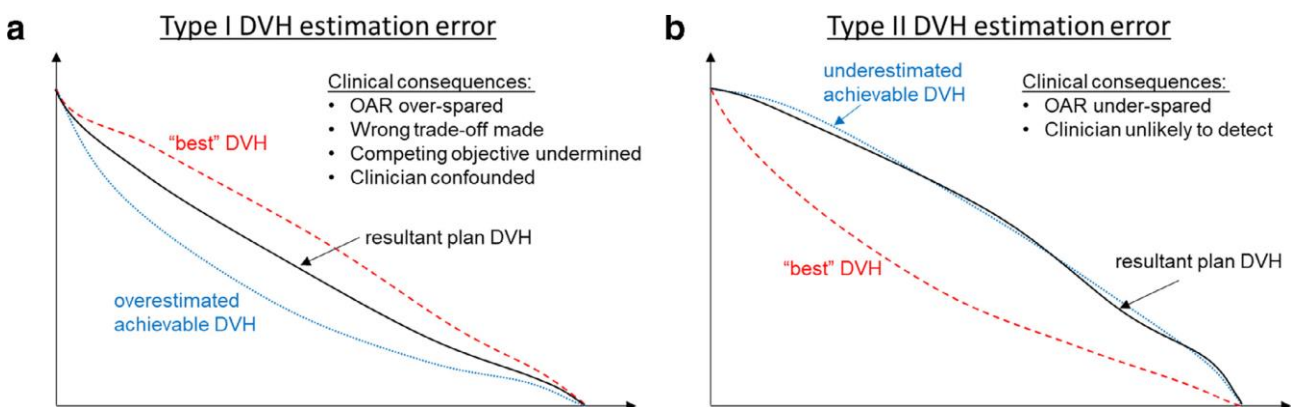 a
Type I DVH estimation error
Clinical consequences:
• OAR over-spared
• Wrong trade-off made
• Competing objective undermined
• Clinician confounded
"best" DVH
resultant plan DVH
overestimated
achievable DVH
b
Type II DVH estimation error
underestimated
achievable DVH
Clinical consequences:
• OAR under-spared
• Clinician unlikely to detect
"best" DVH
resultant plan DVH